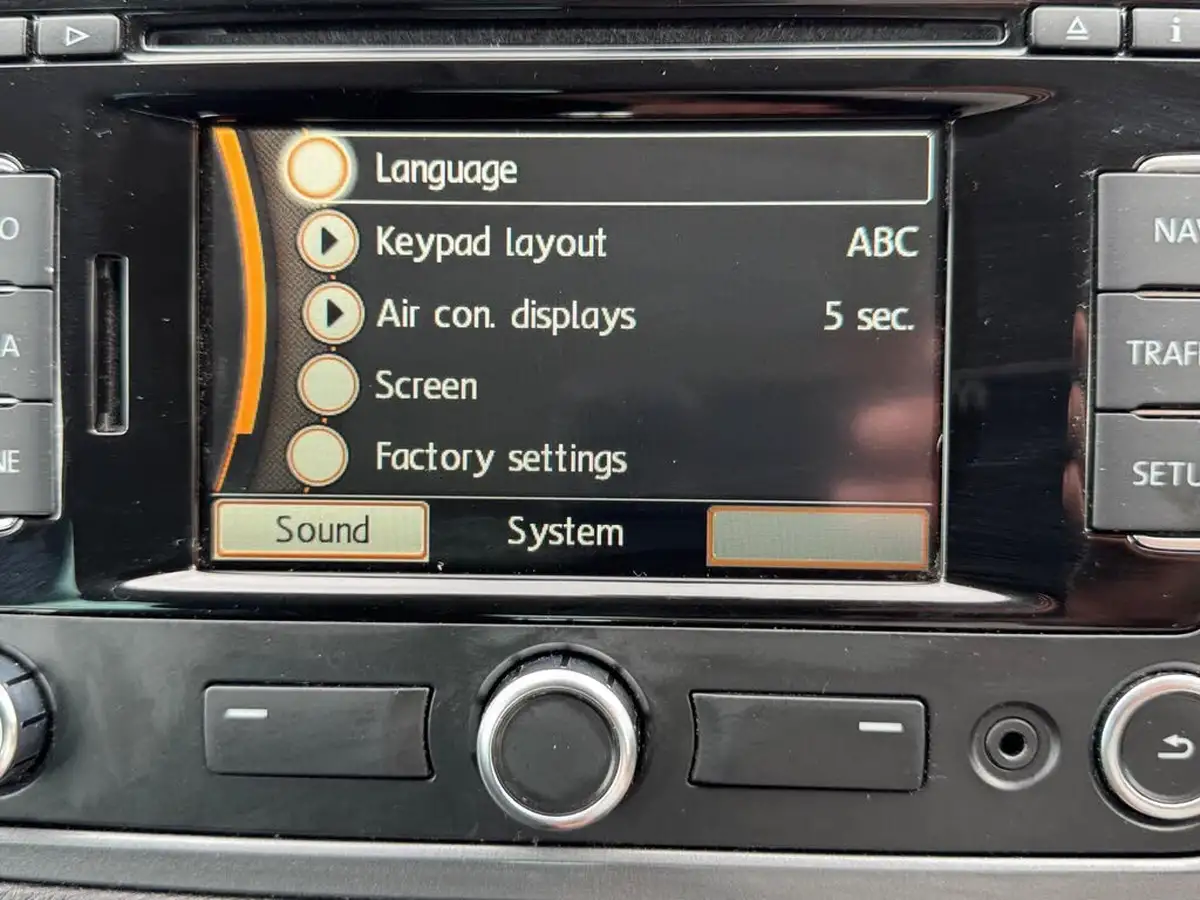 i
Language
Keypad layout ABC
Air con. displays 5 sec.
Screen
Factory settings
Sound System